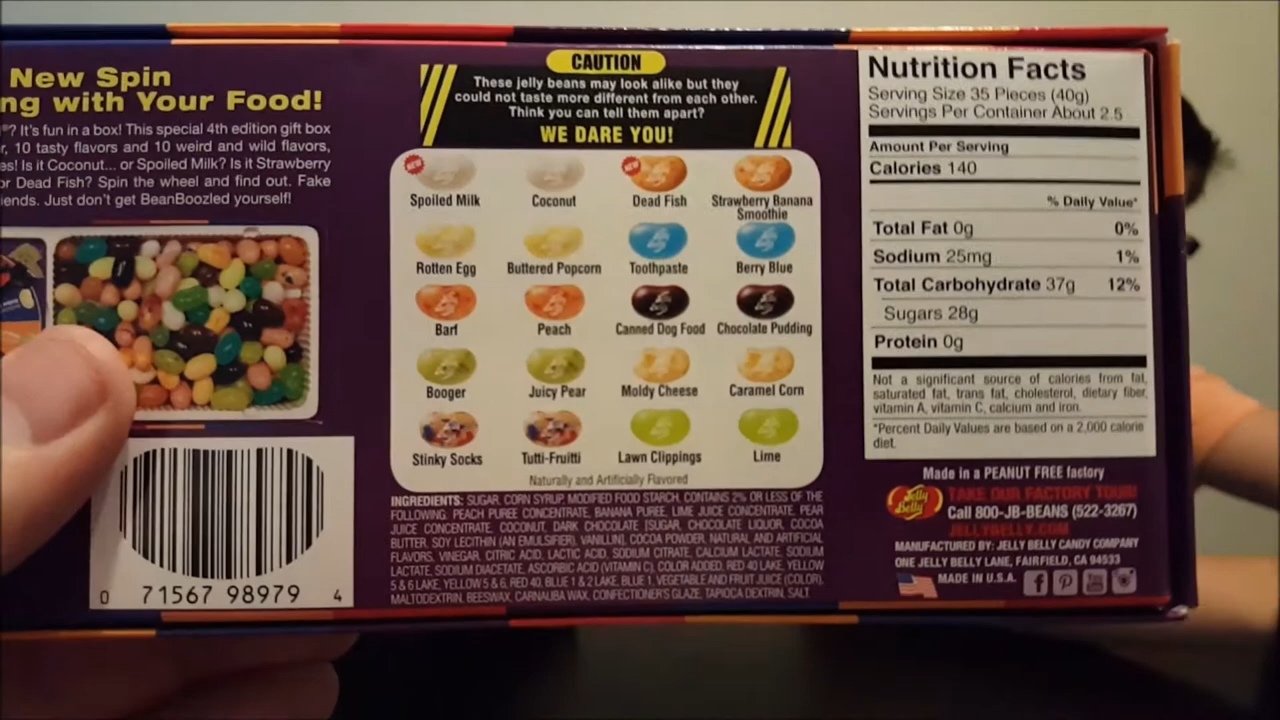 New Spin
ng with Your Food!
It's fun in a box! This special 4th edition gift box
r, 10 tasty flavors and 10 weird and wild flavors,
es! Is it Coconut... or Spoiled Milk? Is it Strawberry
or Dead Fish? Spin the wheel and find out. Fake
iends. Just don't get BeanBoozled yourself!
0 71567 98979 4
CAUTION
These jelly beans may look alike but they
could not taste more different from each other.
Think you can tell them apart?
WE DARE YOU!
NEW NEW
Spoiled Milk Coconut Dead Fish Strawberry Banana
Smoothie
Rotten Egg Buttered Popcorn Toothpaste Berry Blue
Barf Peach Canned Dog Food Chocolate Pudding
Booger Juicy Pear Moldy Cheese Caramel Corn
Stinky Socks Tutti-Fruitti Lawn Clippings Lime
Naturally and Artificially Flavored
INGREDIENTS: SUGAR, CORN SYRUP, MODIFIED FOOD STARCH, CONTAINS 2% OR LESS OF THE
FOLLOWING: PEACH PUREE CONCENTRATE, BANANA PUREE, LIME JUICE CONCENTRATE, PEAR
JUICE CONCENTRATE, COCONUT, DARK CHOCOLATE [SUGAR, CHOCOLATE LIQUOR, COCOA
BUTTER, SOY LECITHIN (AN EMULSIFIER), VANILLIN], COCOA POWDER, NATURAL AND ARTIFICIAL
FLAVORS, VINEGAR, CITRIC ACID, LACTIC ACID, SODIUM CITRATE, CALCIUM LACTATE, SODIUM
LACTATE, SODIUM DIACETATE, ASCORBIC ACID (VITAMIN C), COLOR ADDED, RED 40 LAKE, YELLOW
5 & 6 LAKE, YELLOW 5 & 6, RED 40, BLUE 1 & 2 LAKE, BLUE 1, VEGETABLE AND FRUIT JUICE (COLOR),
MALTODEXTRIN, BEESWAX, CARNAUBA WAX, CONFECTIONER'S GLAZE, TAPIOCA DEXTRIN, SALT.
Nutrition Facts
Serving Size 35 Pieces (40g)
Servings Per Container About 2.5
Amount Per Serving
Calories 140
% Daily Value*
Total Fat 0g 0%
Sodium 25mg 1%
Total Carbohydrate 37g 12%
Sugars 28g
Protein 0g
Not a significant source of calories from fat,
saturated fat, trans fat, cholesterol, dietary fiber,
vitamin A, vitamin C, calcium and iron.
*Percent Daily Values are based on a 2,000 calorie
diet.
Made in a PEANUT FREE factory
Jelly Belly
TAKE OUR FACTORY TOUR!
Call 800-JB-BEANS (522-3267)
JELLYBELLY.COM
MANUFACTURED BY: JELLY BELLY CANDY COMPANY
ONE JELLY BELLY LANE, FAIRFIELD, CA 94533
MADE IN U.S.A.